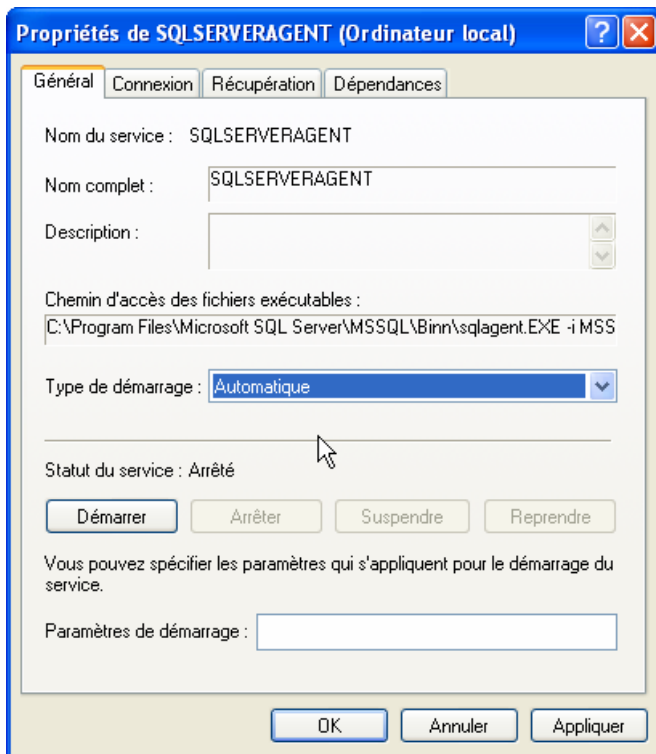 Propriétés de SQLSERVERAGENT (Ordinateur local)
Général Connexion Récupération Dépendances
Nom du service : SQLSERVERAGENT
Nom complet : SQLSERVERAGENT
Description :
Chemin d'accès des fichiers exécutables :
C:\Program Files\Microsoft SQL Server\MSSQL\Binn\sqlagent.EXE -i MSS
Type de démarrage : Automatique
Statut du service : Arrêté
Démarrer Arrêter Suspendre Reprendre
Vous pouvez spécifier les paramètres qui s'appliquent pour le démarrage du
service.
Paramètres de démarrage :
OK Annuler Appliquer